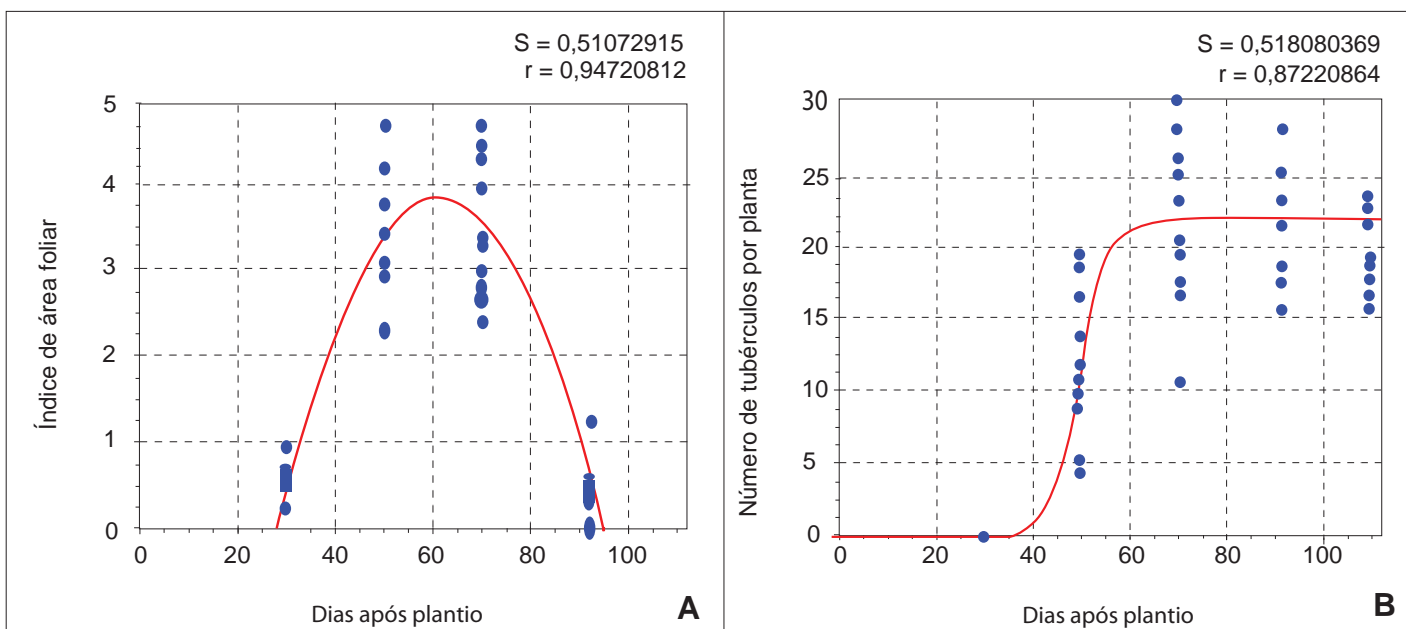 S = 0,51072915
r = 0,94720812
5
4
3
2
1
0
0 20 40 60 80 100
Índice de área foliar
Dias após plantio
A
S = 0,518080369
r = 0,87220864
30
25
20
15
10
5
0
0 20 40 60 80 100
Número de tubérculos por planta
Dias após plantio
B